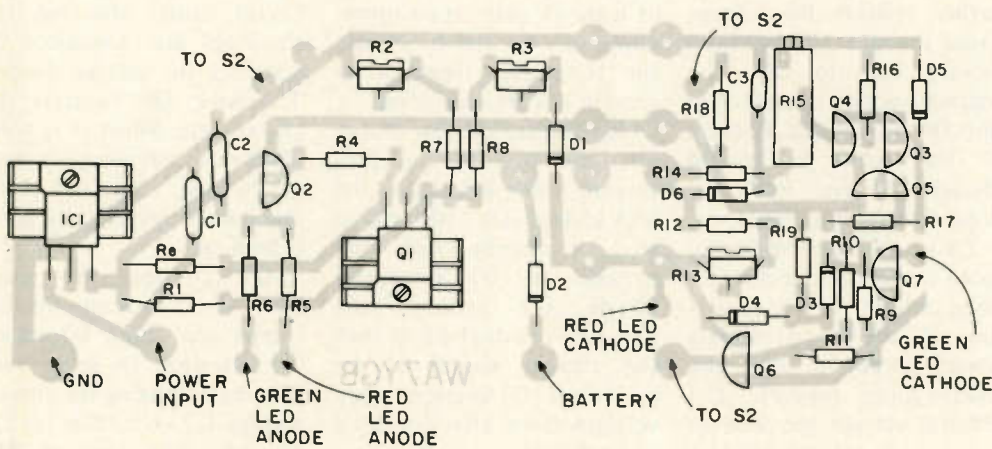 TO S2
R2
R3
TO S2
C3
R18
R15
R16
Q4
D5
Q3
C2
R4
R7
R8
D1
Q2
R14
D6
Q5
IC1
C1
Q1
R12
R19
R17
Re
R13
R10
Q7
R1
R6
R5
D2
D3
R9
D4
RED LED
CATHODE
R11
GND
POWER
INPUT
GREEN
LED
ANODE
RED
LED
ANODE
WA7YGB
BATTERY
Q6
TO S2
GREEN
LED
CATHODE